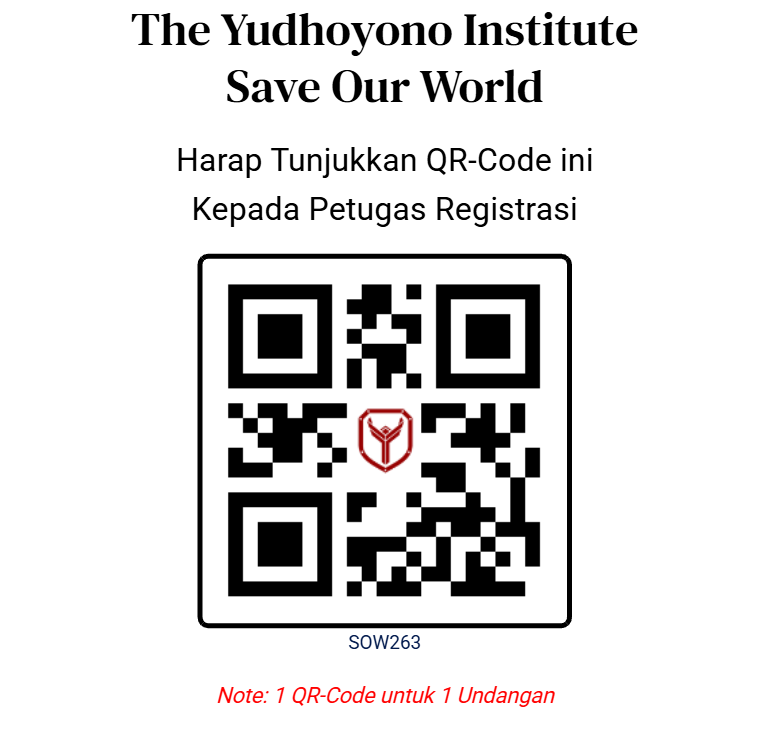 The Yudhoyono Institute
Save Our World
Harap Tunjukkan QR-Code ini
Kepada Petugas Registrasi
SOW263
Note: 1 QR-Code untuk 1 Undangan